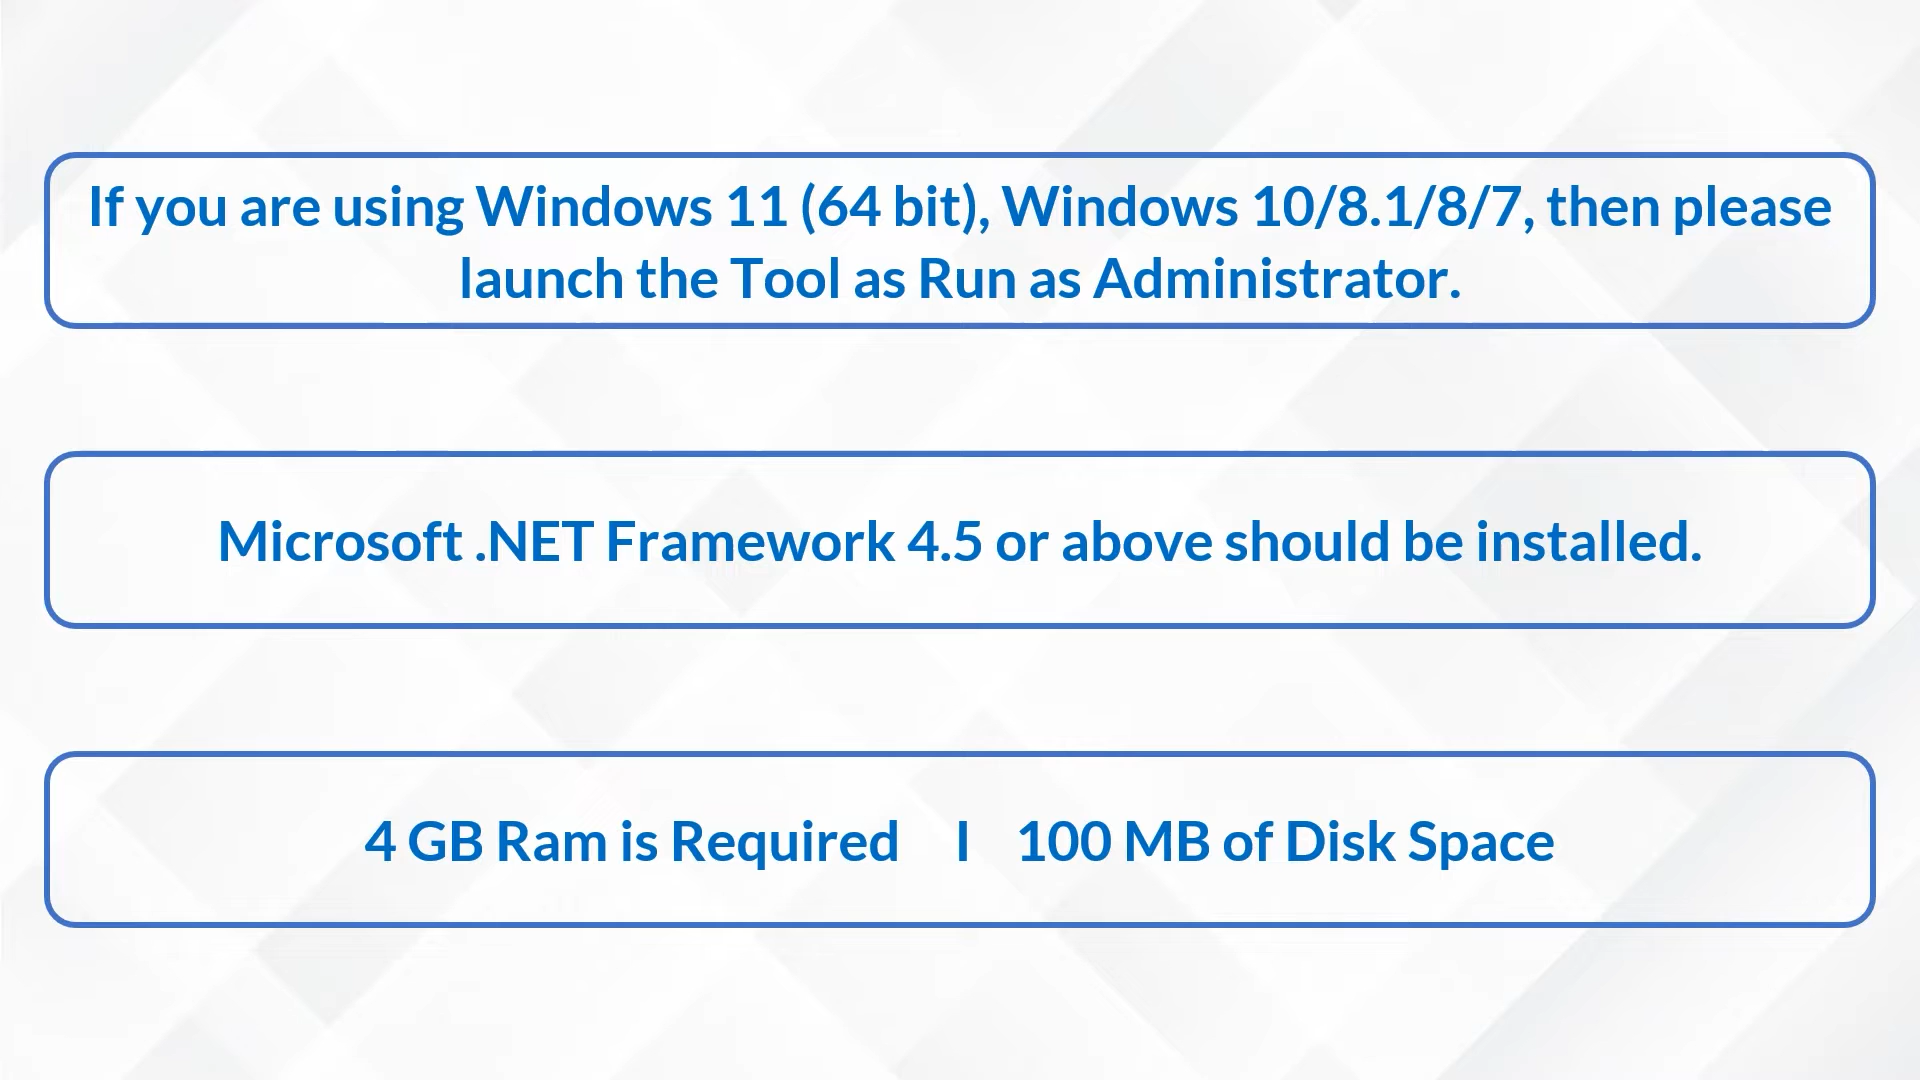 If you are using Windows 11 (64 bit), Windows 10/8.1/8/7, then please
launch the Tool as Run as Administrator.
Microsoft .NET Framework 4.5 or above should be installed.
4 GB Ram is Required I 100 MB of Disk Space